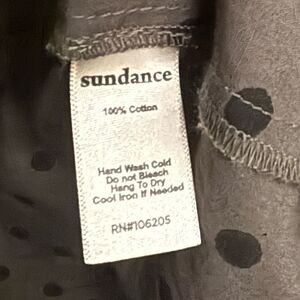 sundance
100% Cotton
Hand Wash Cold
Do not Bleach
Hang To Dry
Cool Iron If Needed
RN#106205